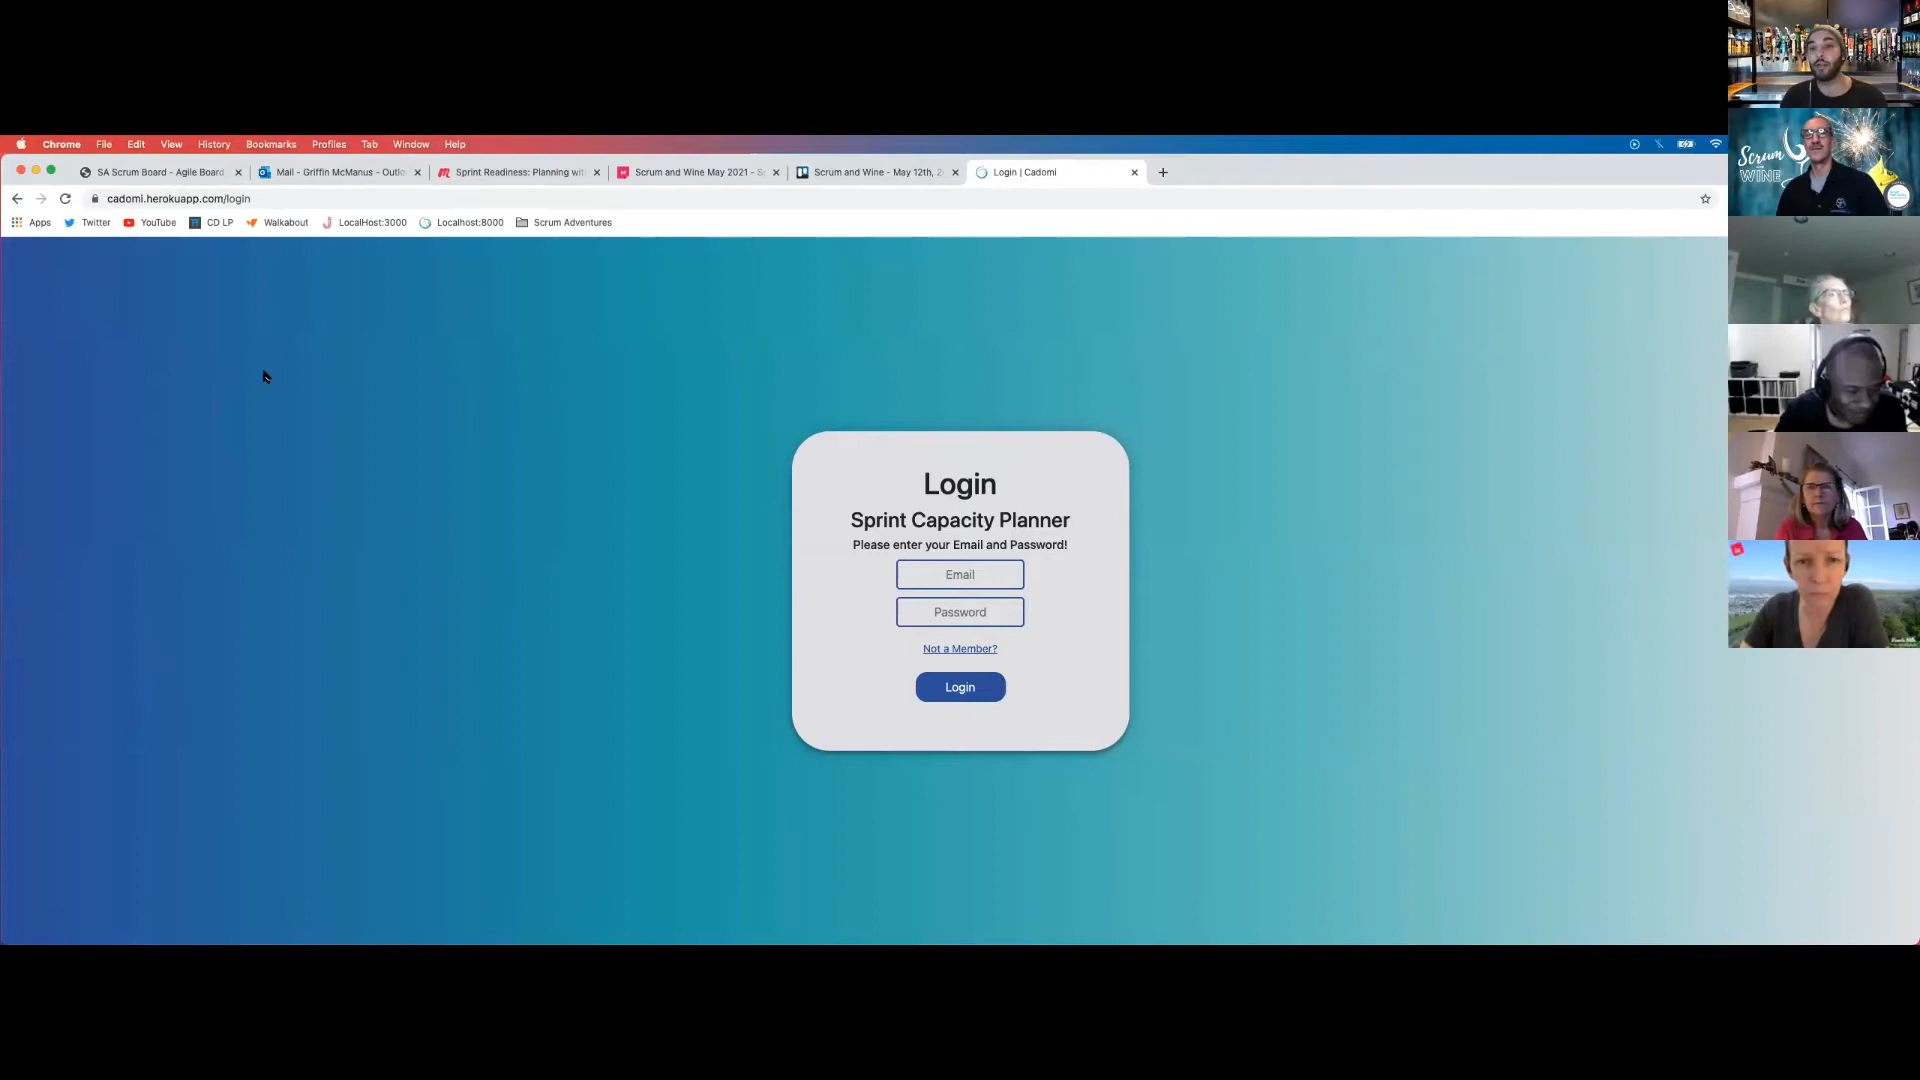 Chrome File Edit View History Bookmarks Profiles Tab Window Help
SA Scrum Board - Agile Board
Mail - Griffin McManus - Outlo
Sprint Readiness: Planning wit
Scrum and Wine May 2021 - Sc
Scrum and Wine - May 12th, 2
Login | Cadomi
cadomi.herokuapp.com/login
Apps Twitter YouTube CD LP Walkabout LocalHost:3000 Localhost:8000 Scrum Adventures
Login
Sprint Capacity Planner
Please enter your Email and Password!
Email
Password
Not a Member?
Login
Scrum
WINE